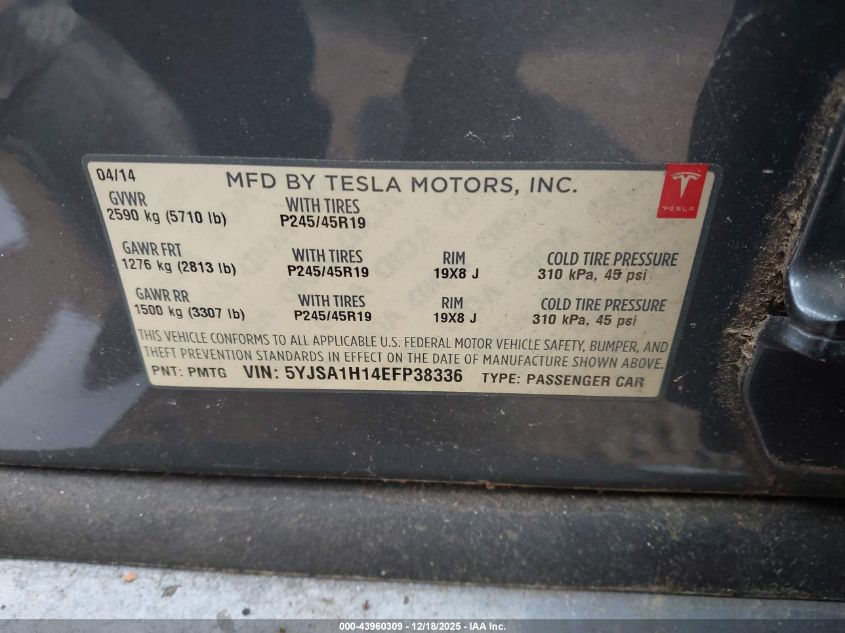 04/14
MFD BY TESLA MOTORS, INC.
TESLA
GVWR
2590 kg (5710 lb)
WITH TIRES
P245/45R19
GAWR FRT
1276 kg (2813 lb)
WITH TIRES
P245/45R19
RIM
19X8 J
COLD TIRE PRESSURE
310 kPa, 45 psi
GAWR RR
1500 kg (3307 lb)
WITH TIRES
P245/45R19
RIM
19X8 J
COLD TIRE PRESSURE
310 kPa, 45 psi
THIS VEHICLE CONFORMS TO ALL APPLICABLE U.S. FEDERAL MOTOR VEHICLE SAFETY, BUMPER, AND
THEFT PREVENTION STANDARDS IN EFFECT ON THE DATE OF MANUFACTURE SHOWN ABOVE.
PNT: PMTG VIN: 5YJSA1H14EFP38336 TYPE: PASSENGER CAR
000-43960309 - 12/18/2025 - IAA Inc.